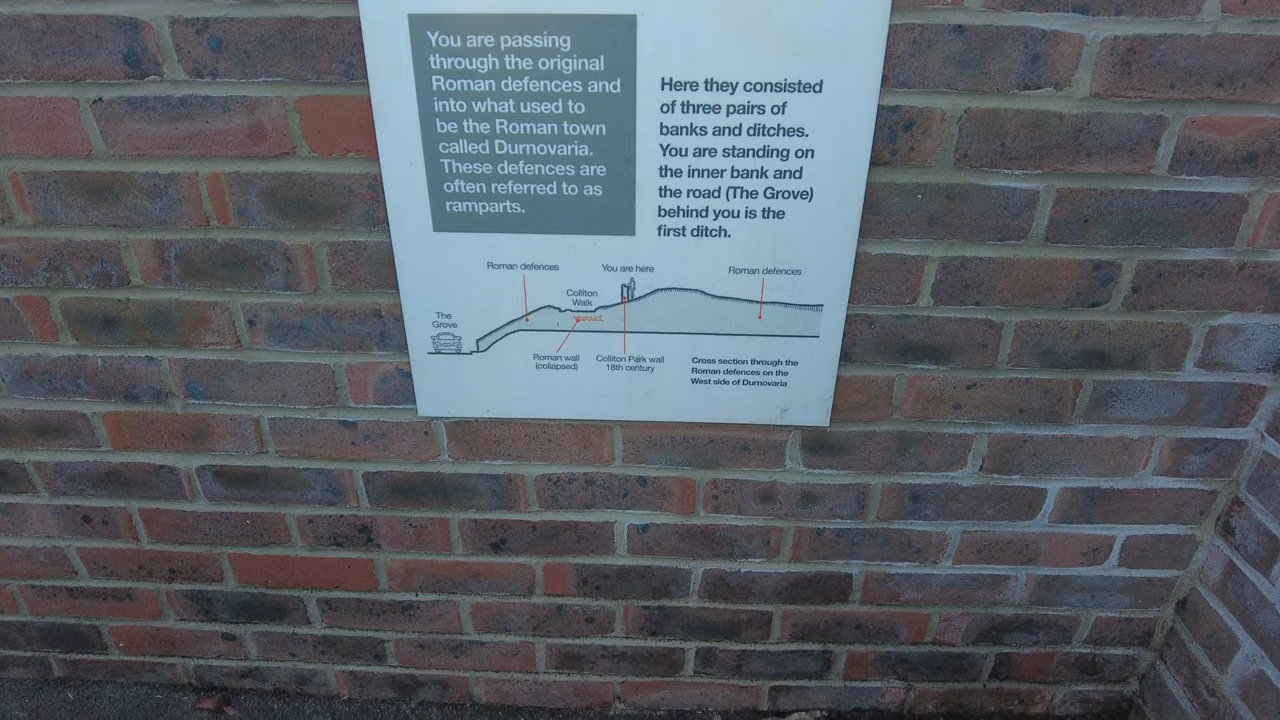 You are passing
through the original
Roman defences and
into what used to
be the Roman town
called Durnovaria.
These defences are
often referred to as
ramparts.
Here they consisted
of three pairs of
banks and ditches.
You are standing on
the inner bank and
the road (The Grove)
behind you is the
first ditch.
Roman defences
You are here
Roman defences
Colliton
Walk
The
Grove
Roman wall
(collapsed)
Colliton Park wall
18th century
Cross section through the
Roman defences on the
West side of Durnovaria